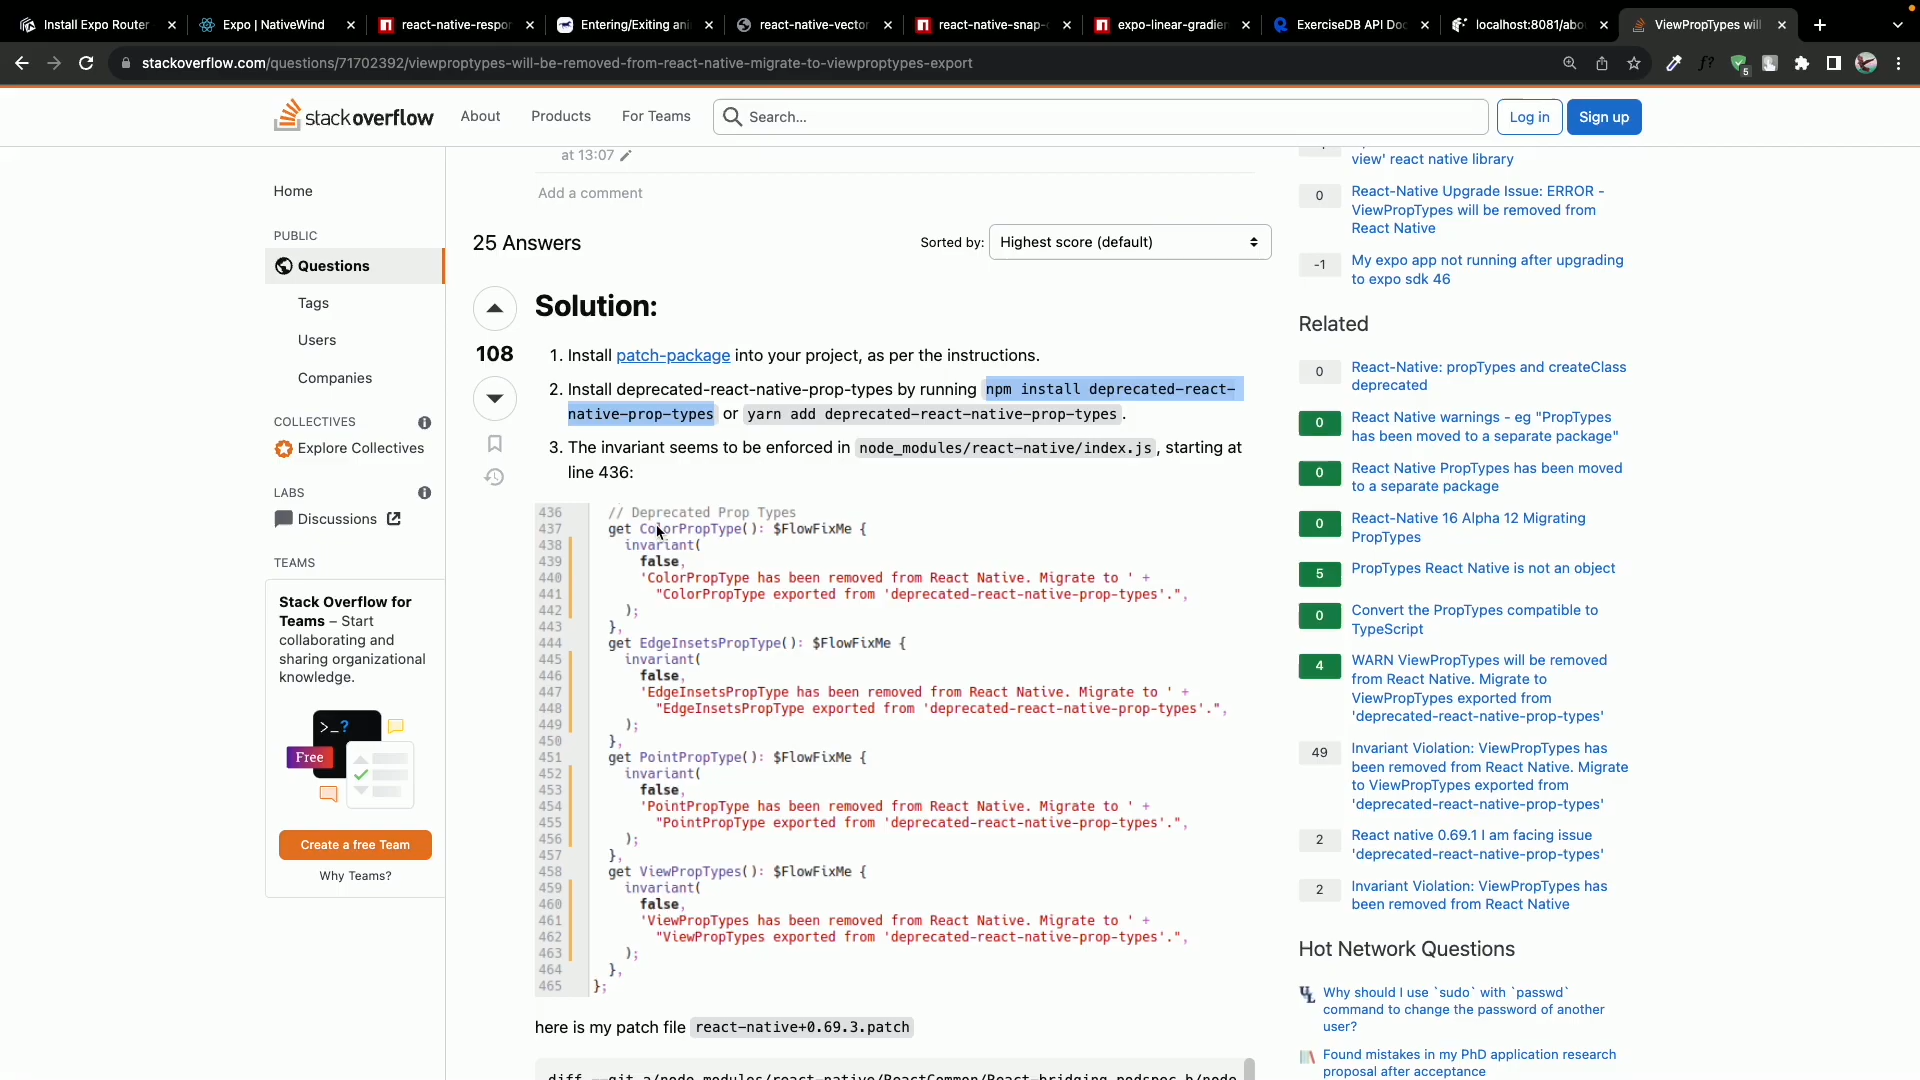 Install Expo Router
Expo | NativeWind
react-native-respor
Entering/Exiting ani
react-native-vector
react-native-snap-
expo-linear-gradien
ExerciseDB API Do
localhost:8081/abo
ViewPropTypes will
stackoverflow.com/questions/71702392/viewproptypes-will-be-removed-from-react-native-migrate-to-viewproptypes-export
f?
5
stackoverflow
About
Products
For Teams
Search...
Log in
Sign up
Home
PUBLIC
Questions
Tags
Users
Companies
COLLECTIVES
Explore Collectives
LABS
Discussions
TEAMS
Stack Overflow for
Teams – Start
collaborating and
sharing organizational
knowledge.
>_?
Free
Create a free Team
Why Teams?
at 13:07
Add a comment
25 Answers
Sorted by:
Highest score (default)
108
Solution:
1. Install patch-package into your project, as per the instructions.
2. Install deprecated-react-native-prop-types by running npm install deprecated-react-
native-prop-types or yarn add deprecated-react-native-prop-types.
3. The invariant seems to be enforced in node_modules/react-native/index.js, starting at
line 436:
436 // Deprecated Prop Types
437 get ColorPropType(): $FlowFixMe {
438 invariant(
439 false,
440 'ColorPropType has been removed from React Native. Migrate to ' +
441 "ColorPropType exported from 'deprecated-react-native-prop-types'.",
442 );
443 },
444 get EdgeInsetsPropType(): $FlowFixMe {
445 invariant(
446 false,
447 'EdgeInsetsPropType has been removed from React Native. Migrate to ' +
448 "EdgeInsetsPropType exported from 'deprecated-react-native-prop-types'.",
449 );
450 },
451 get PointPropType(): $FlowFixMe {
452 invariant(
453 false,
454 'PointPropType has been removed from React Native. Migrate to ' +
455 "PointPropType exported from 'deprecated-react-native-prop-types'.",
456 );
457 },
458 get ViewPropTypes(): $FlowFixMe {
459 invariant(
460 false,
461 'ViewPropTypes has been removed from React Native. Migrate to ' +
462 "ViewPropTypes exported from 'deprecated-react-native-prop-types'.",
463 );
464 },
465 };
here is my patch file react-native+0.69.3.patch
diff --git a/node_modules/react-native/ReactCommon/React-bridging.podspec b/node
view' react native library
0
React-Native Upgrade Issue: ERROR -
ViewPropTypes will be removed from
React Native
-1
My expo app not running after upgrading
to expo sdk 46
Related
0
React-Native: propTypes and createClass
deprecated
0
React Native warnings - eg "PropTypes
has been moved to a separate package"
0
React Native PropTypes has been moved
to a separate package
0
React-Native 16 Alpha 12 Migrating
PropTypes
5
PropTypes React Native is not an object
0
Convert the PropTypes compatible to
TypeScript
4
WARN ViewPropTypes will be removed
from React Native. Migrate to
ViewPropTypes exported from
'deprecated-react-native-prop-types'
49
Invariant Violation: ViewPropTypes has
been removed from React Native. Migrate
to ViewPropTypes exported from
'deprecated-react-native-prop-types'
2
React native 0.69.1 I am facing issue
'deprecated-react-native-prop-types'
2
Invariant Violation: ViewPropTypes has
been removed from React Native
Hot Network Questions
Why should I use `sudo` with `passwd`
command to change the password of another
user?
Found mistakes in my PhD application research
proposal after acceptance